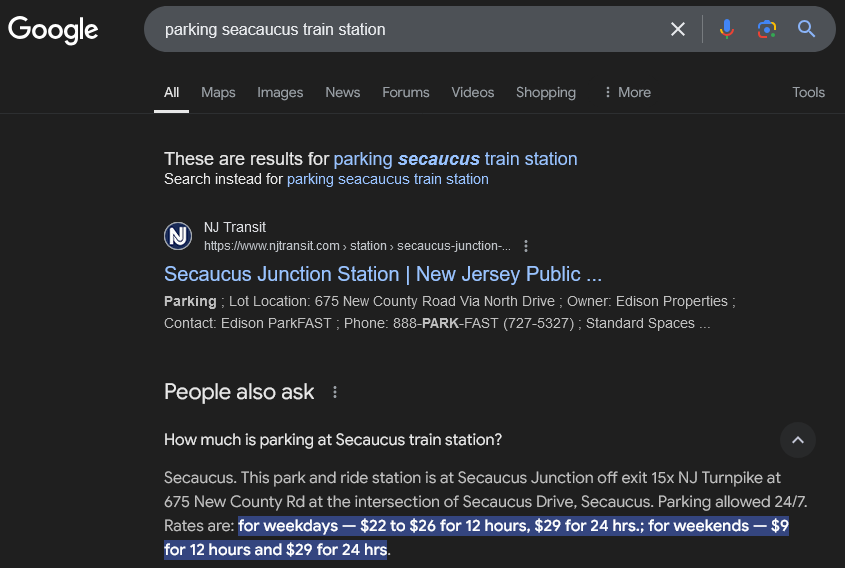 Google
parking seacaucus train station
All Maps Images News Forums Videos Shopping More Tools
These are results for parking secaucus train station
Search instead for parking seacaucus train station
NJ Transit
https://www.njtransit.com › station › secaucus-junction-...
Secaucus Junction Station | New Jersey Public ...
Parking ; Lot Location: 675 New County Road Via North Drive ; Owner: Edison Properties ;
Contact: Edison ParkFAST ; Phone: 888-PARK-FAST (727-5327) ; Standard Spaces ...
People also ask
How much is parking at Secaucus train station?
Secaucus. This park and ride station is at Secaucus Junction off exit 15x NJ Turnpike at
675 New County Rd at the intersection of Secaucus Drive, Secaucus. Parking allowed 24/7.
Rates are: for weekdays — $22 to $26 for 12 hours, $29 for 24 hrs.; for weekends — $9
for 12 hours and $29 for 24 hrs.